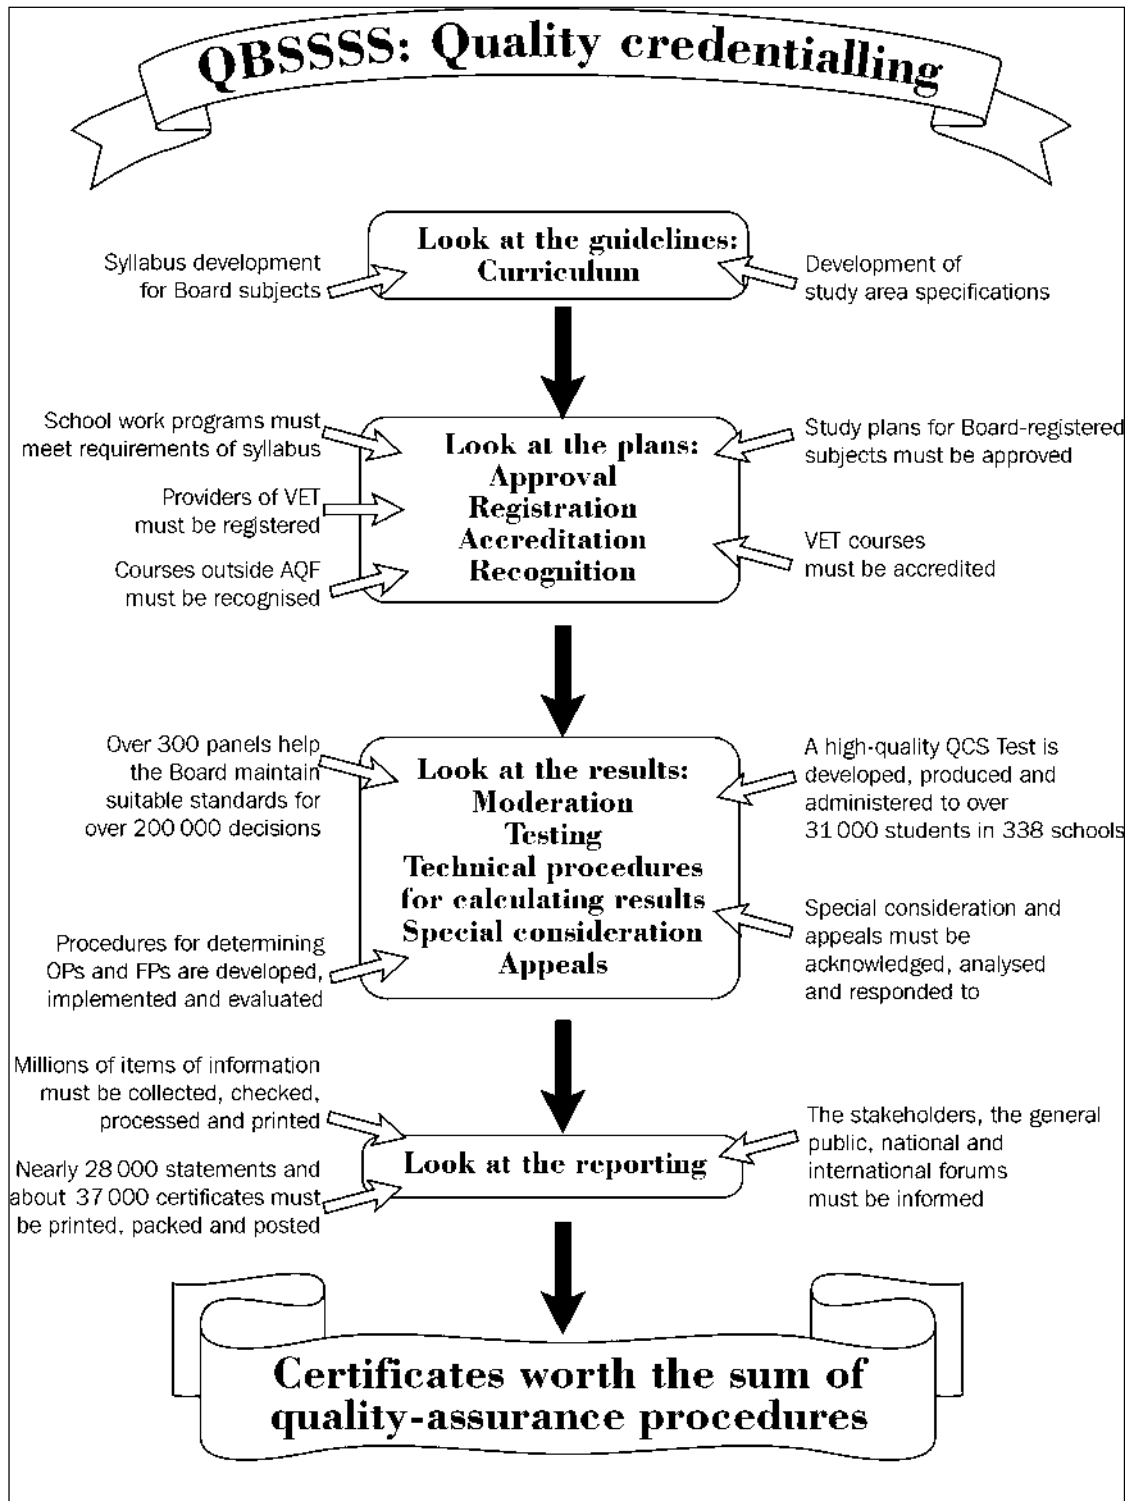 QBSSSS: Quality credentialling
Look at the guidelines:
Curriculum
Syllabus development
for Board subjects
Development of
study area specifications
School work programs must
meet requirements of syllabus
Providers of VET
must be registered
Courses outside AQF
must be recognised
Look at the plans:
Approval
Registration
Accreditation
Recognition
Study plans for Board-registered
subjects must be approved
VET courses
must be accredited
Over 300 panels help
the Board maintain
suitable standards for
over 200 000 decisions
Procedures for determining
OPs and FPs are developed,
implemented and evaluated
Look at the results:
Moderation
Testing
Technical procedures
for calculating results
Special consideration
Appeals
A high-quality QCS Test is
developed, produced and
administered to over
31 000 students in 338 schools
Special consideration and
appeals must be
acknowledged, analysed
and responded to
Millions of items of information
must be collected, checked,
processed and printed
Nearly 28 000 statements and
about 37 000 certificates must
be printed, packed and posted
Look at the reporting
The stakeholders, the general
public, national and
international forums
must be informed
Certificates worth the sum of
quality-assurance procedures